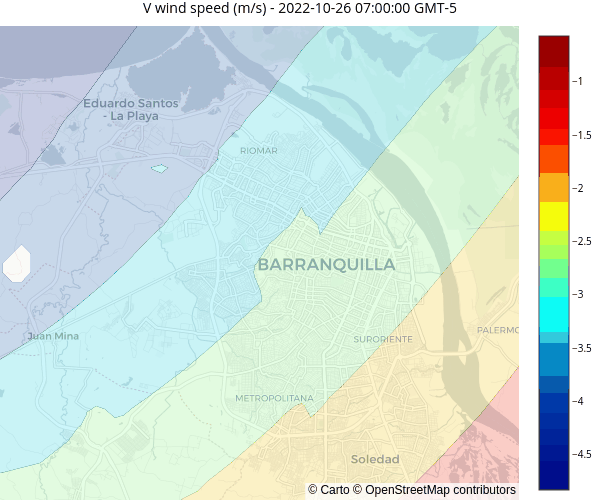 V wind speed (m/s) - 2022-10-26 07:00:00 GMT-5
−1
Eduardo Santos
- La Playa
−1.5
RIOMAR
−2
−2.5
BARRANQUILLA
−3
PALERMO
Juan Mina
SURORIENTE
−3.5
METROPOLITANA
−4
Soledad
−4.5
© Carto © OpenStreetMap contributors